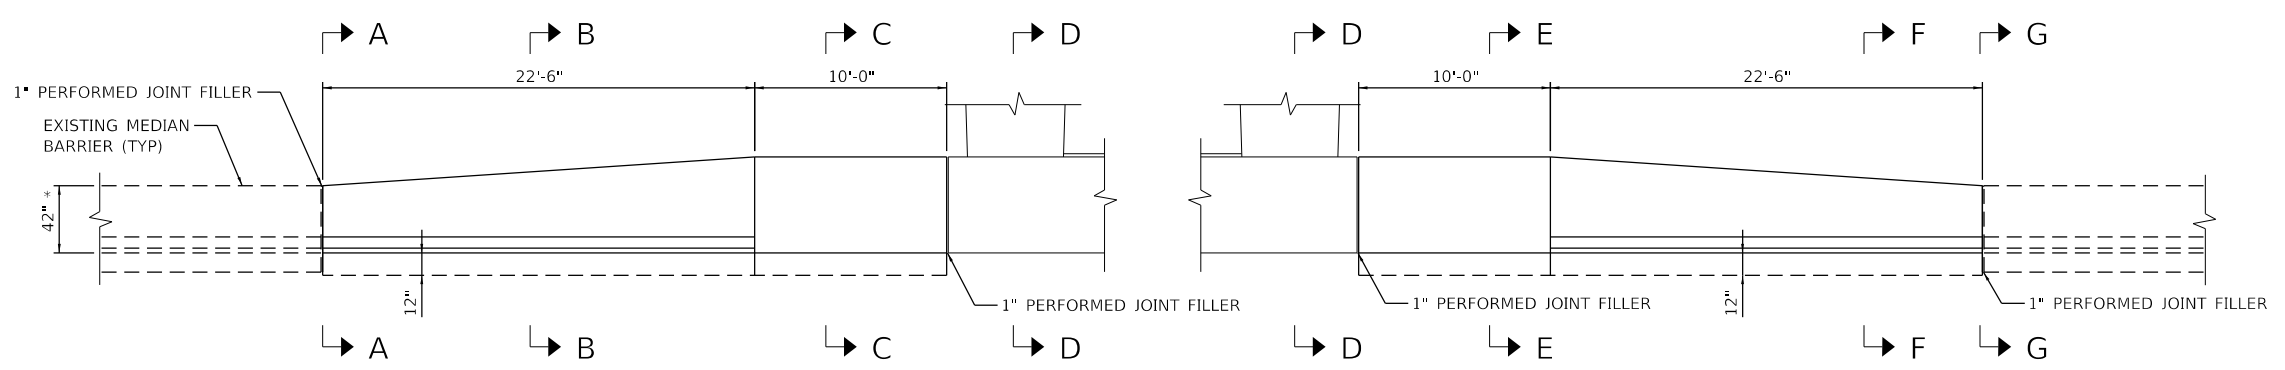 A B C D D E F G
22'-6" 10'-0" 10'-0" 22'-6"
1" PERFORMED JOINT FILLER
EXISTING MEDIAN
BARRIER (TYP)
42" *
12"
1" PERFORMED JOINT FILLER
1" PERFORMED JOINT FILLER
12"
1" PERFORMED JOINT FILLER
A B C D D E F G